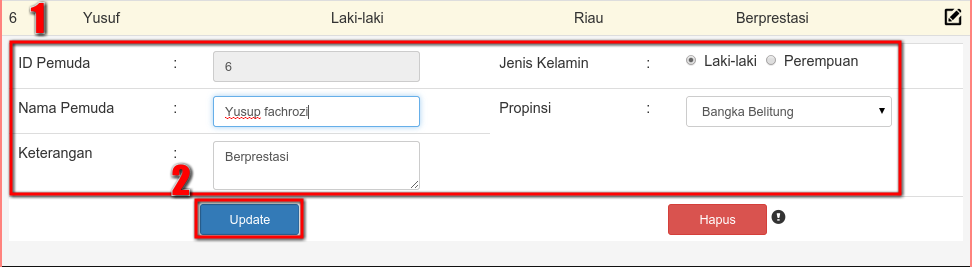 6 Yusuf Laki-laki Riau Berprestasi
1
ID Pemuda : 6 Jenis Kelamin : Laki-laki Perempuan
Nama Pemuda : Yusup fachrozi Propinsi : Bangka Belitung
Keterangan : Berprestasi
2
Update Hapus